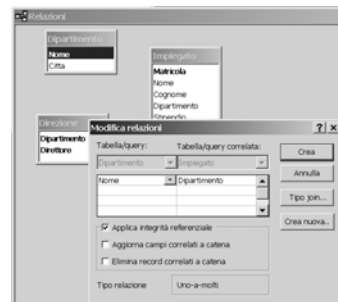 Relazioni
Dipartimento
Nome
Citta
Impiegato
Matricola
Nome
Cognome
Dipartimento
Stipendio
Direzione
Dipartimento
Direttore
Modifica relazioni
? x
Tabella/query: Tabella/query correlata:
Dipartimento Impiegato
Nome Dipartimento
Crea
Annulla
Tipo join...
Crea nuova..
Applica integrità referenziale
Aggiorna campi correlati a catena
Elimina record correlati a catena
Tipo relazione Uno-a-molti